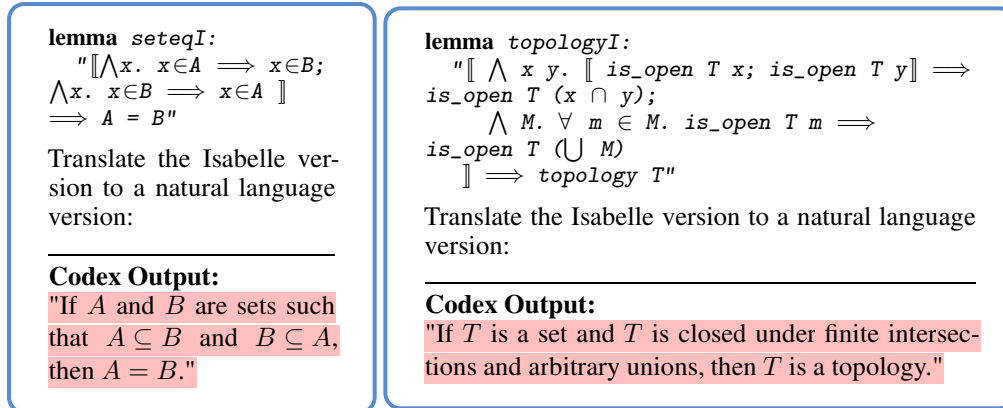 lemma seteqI:
"⟦⋀x. x∈A ⟹ x∈B;
⋀x. x∈B ⟹ x∈A ⟧
⟹ A = B"
Translate the Isabelle ver-
sion to a natural language
version:
Codex Output:
"If A and B are sets such
that A ⊆ B and B ⊆ A,
then A = B."
lemma topologyI:
"⟦ ⋀ x y. ⟦ is_open T x; is_open T y⟧ ⟹
is_open T (x ∩ y);
⋀ M. ∀ m ∈ M. is_open T m ⟹
is_open T (⋃ M)
⟧ ⟹ topology T"
Translate the Isabelle version to a natural language
version:
Codex Output:
"If T is a set and T is closed under finite intersec-
tions and arbitrary unions, then T is a topology."